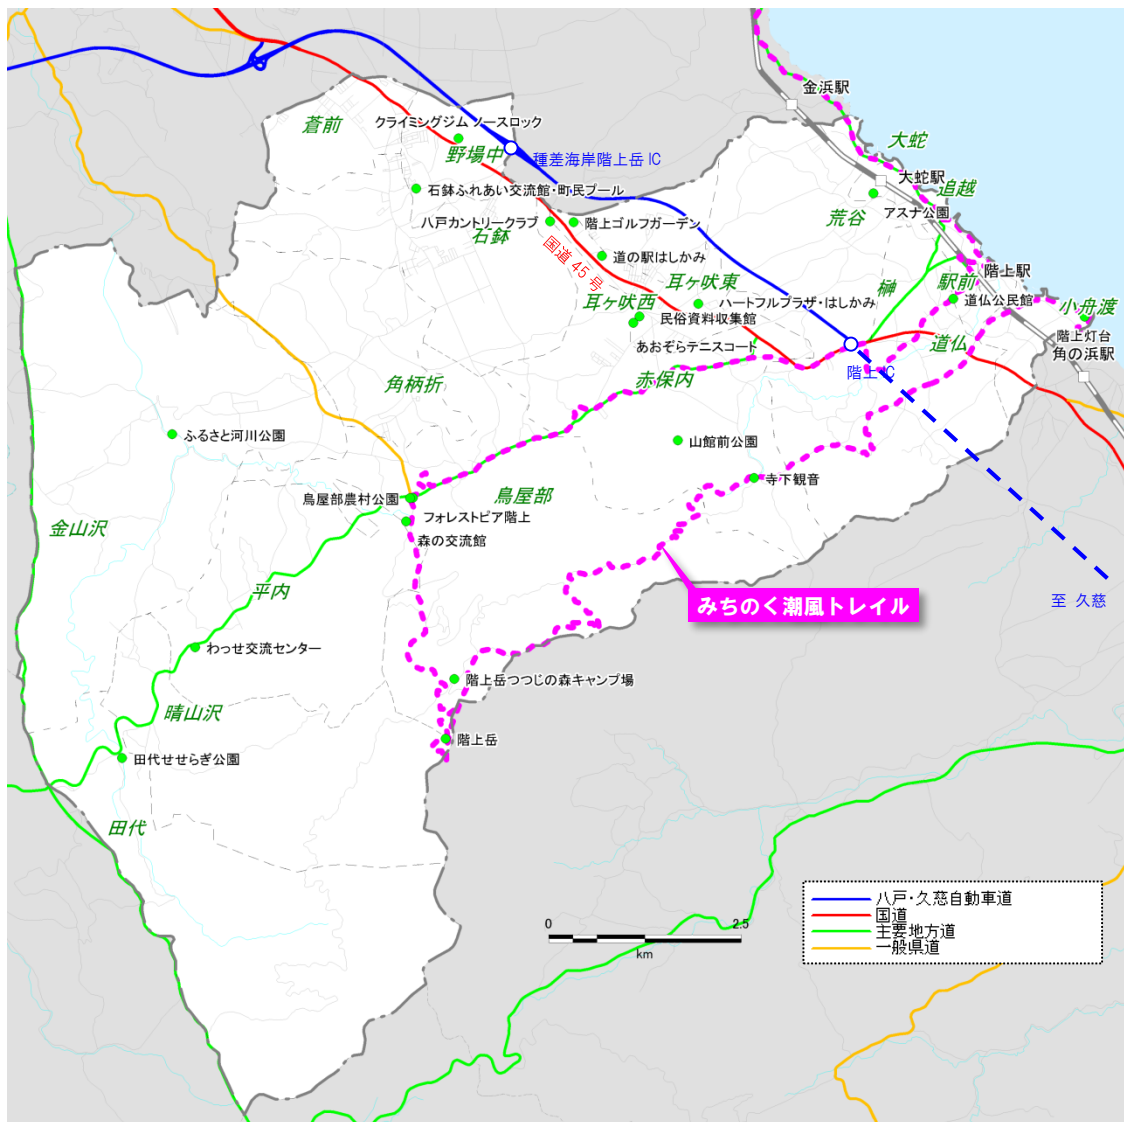 金浜駅
蒼前
クライミングジム ノースロック
大蛇
野場中
種差海岸階上岳 IC
大蛇駅
石鉢ふれあい交流館・町民プール
追越
アスナ公園
荒谷
八戸カントリークラブ
階上ゴルフガーデン
石鉢
国道 45 号
道の駅はしかみ
階上駅
耳ヶ吠東
駅前
榊
耳ヶ吠西
ハートフルプラザ・はしかみ
道仏公民館
小舟渡
民俗資料収集館
階上灯台
あおぞらテニスコート
道仏
角の浜駅
階上 IC
赤保内
角柄折
ふるさと河川公園
山館前公園
寺下観音
鳥屋部農村公園
鳥屋部
フォレストピア階上
金山沢
森の交流館
平内
みちのく潮風トレイル
至 久慈
わっせ交流センター
階上岳つつじの森キャンプ場
晴山沢
階上岳
田代せせらぎ公園
田代
八戸・久慈自動車道
国道
主要地方道
一般県道
0
2.5
km